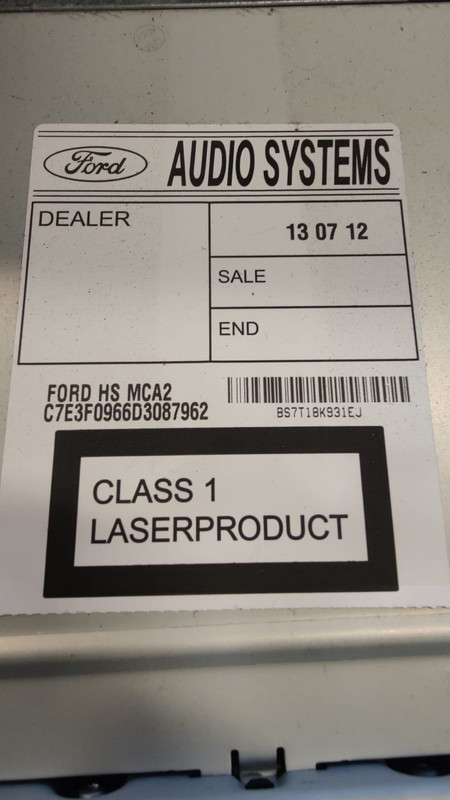 Ford AUDIO SYSTEMS
DEALER
13 07 12
SALE
END
FORD HS MCA2
C7E3F0966D3087962
BS7T18K931EJ
CLASS 1
LASERPRODUCT